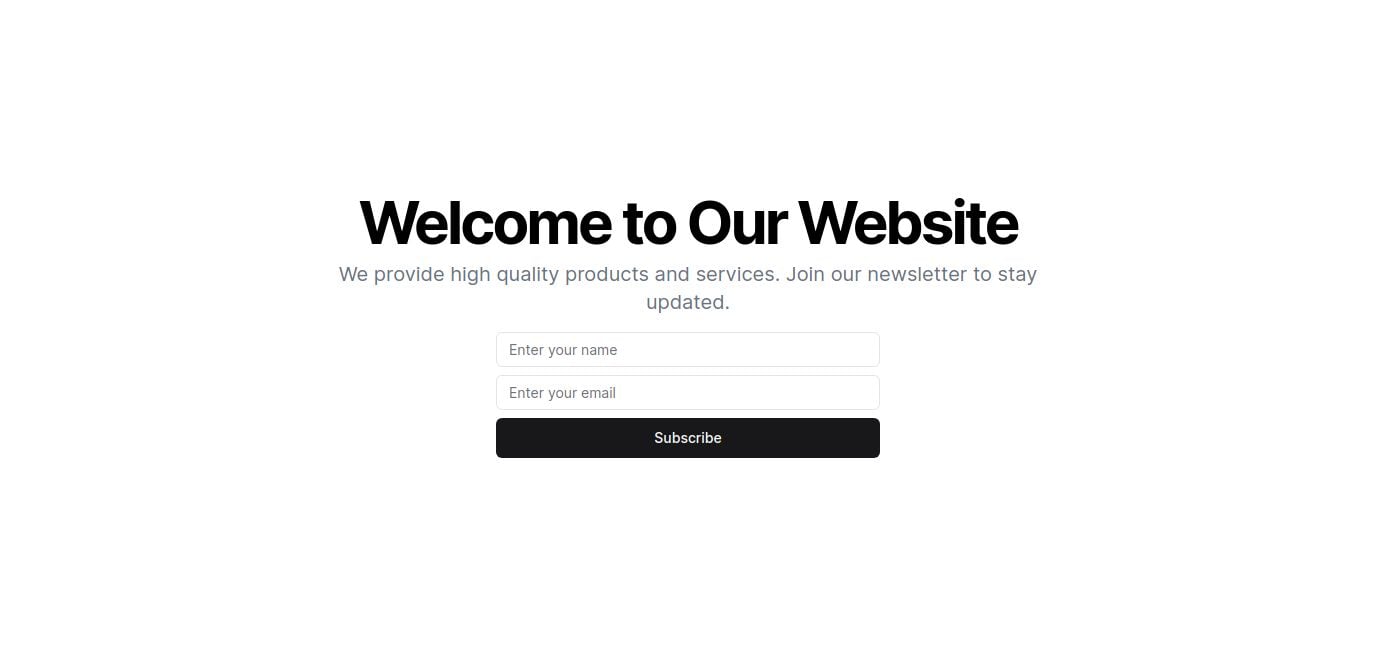 Welcome to Our Website
We provide high quality products and services. Join our newsletter to stay
updated.
Enter your name
Enter your email
Subscribe